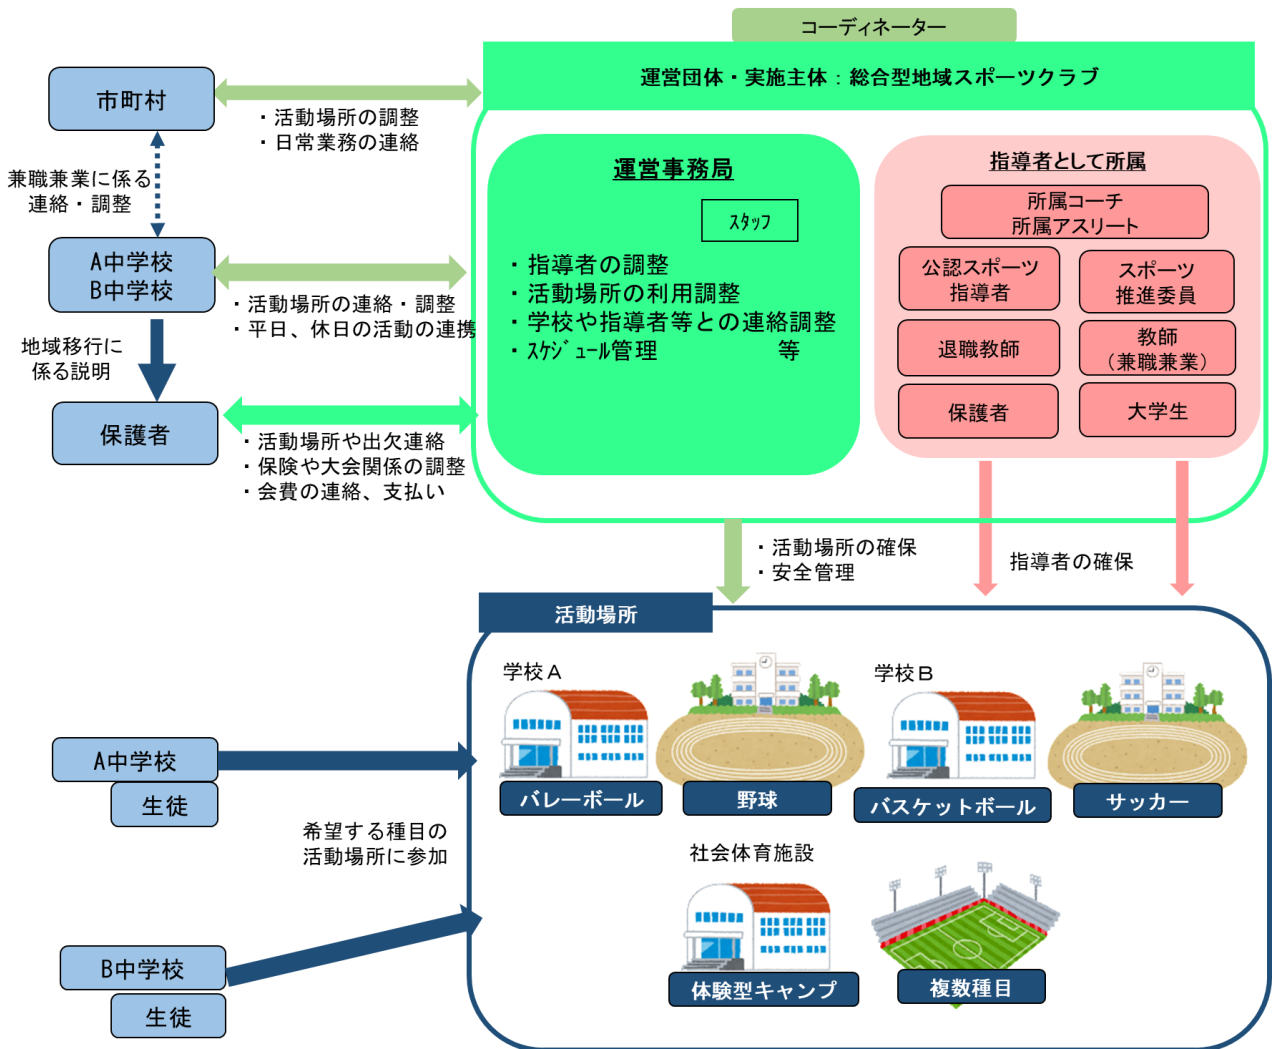 コーディネーター
運営団体・実施主体：総合型地域スポーツクラブ
市町村
・活動場所の調整
・日常業務の連絡
兼職兼業に係る
連絡・調整
A中学校
B中学校
・活動場所の連絡・調整
・平日、休日の活動の連携
地域移行に
係る説明
保護者
・活動場所や出欠連絡
・保険や大会関係の調整
・会費の連絡、支払い
運営事務局
ｽﾀｯﾌ
・指導者の調整
・活動場所の利用調整
・学校や指導者等との連絡調整
・ｽｹｼﾞｭｰﾙ管理　　　　　等
指導者として所属
所属コーチ
所属アスリート
公認スポーツ
指導者
スポーツ
推進委員
退職教師
教師
（兼職兼業）
保護者
大学生
・活動場所の確保
・安全管理
指導者の確保
活動場所
学校Ａ
学校Ｂ
バレーボール
野球
バスケットボール
サッカー
社会体育施設
体験型キャンプ
複数種目
A中学校
生徒
希望する種目の
活動場所に参加
B中学校
生徒